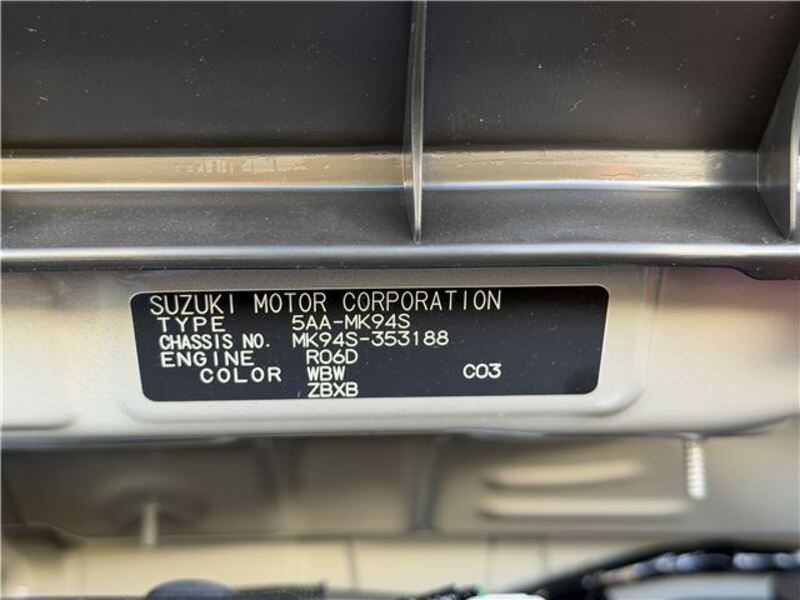 SUZUKI MOTOR CORPORATION
TYPE 5AA-MK94S
CHASSIS NO. MK94S-353188
ENGINE R06D
COLOR WBW C03
ZBXB